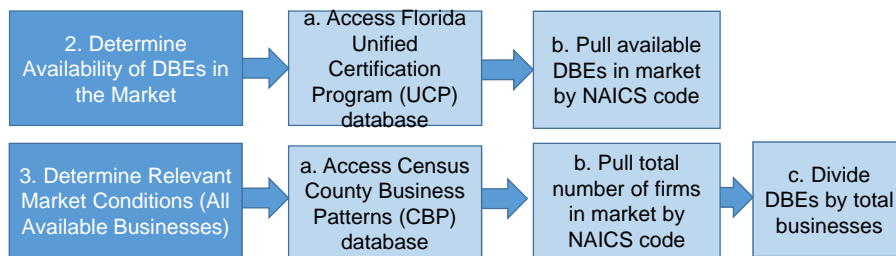 2. Determine
Availability of DBEs in
the Market
a. Access Florida
Unified
Certification
Program (UCP)
database
b. Pull available
DBEs in market
by NAICS code
3. Determine Relevant
Market Conditions (All
Available Businesses)
a. Access Census
County Business
Patterns (CBP)
database
b. Pull total
number of firms
in market by
NAICS code
c. Divide
DBEs by total
businesses